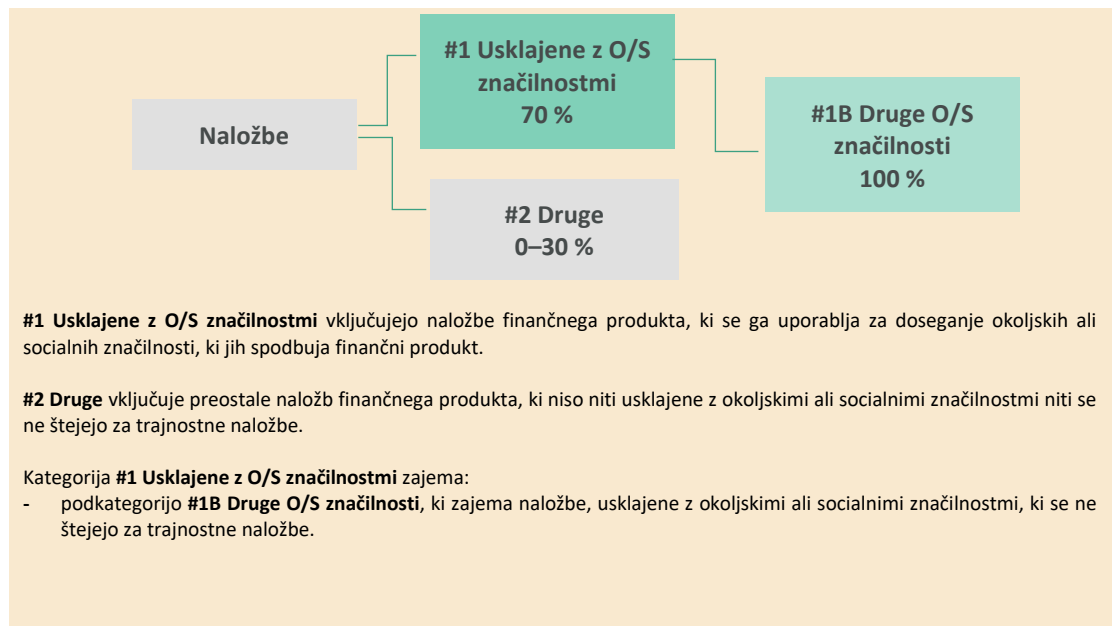 #1 Usklajene z O/S
značilnostmi
70 %
Naložbe
#1B Druge O/S
značilnosti
100 %
#2 Druge
0–30 %
#1 Usklajene z O/S značilnostmi vključujejo naložbe finančnega produkta, ki se ga uporablja za doseganje okoljskih ali
socialnih značilnosti, ki jih spodbuja finančni produkt.
#2 Druge vključuje preostale naložb finančnega produkta, ki niso niti usklajene z okoljskimi ali socialnimi značilnostmi niti se
ne štejejo za trajnostne naložbe.
Kategorija #1 Usklajene z O/S značilnostmi zajema:
- podkategorijo #1B Druge O/S značilnosti, ki zajema naložbe, usklajene z okoljskimi ali socialnimi značilnostmi, ki se ne
štejejo za trajnostne naložbe.